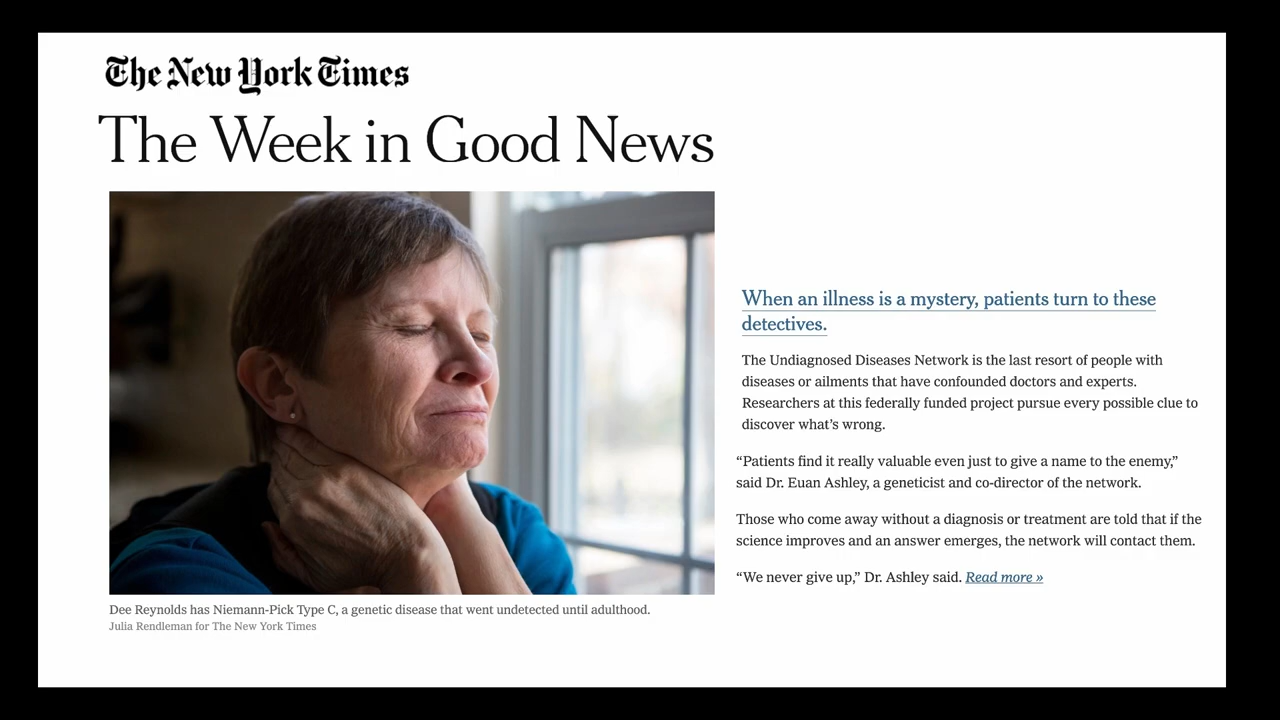 The New York Times
The Week in Good News
When an illness is a mystery, patients turn to these
detectives.
The Undiagnosed Diseases Network is the last resort of people with
diseases or ailments that have confounded doctors and experts.
Researchers at this federally funded project pursue every possible clue to
discover what’s wrong.
“Patients find it really valuable even just to give a name to the enemy,”
said Dr. Euan Ashley, a geneticist and co-director of the network.
Those who come away without a diagnosis or treatment are told that if the
science improves and an answer emerges, the network will contact them.
“We never give up,” Dr. Ashley said. Read more »
Dee Reynolds has Niemann-Pick Type C, a genetic disease that went undetected until adulthood.
Julia Rendleman for The New York Times